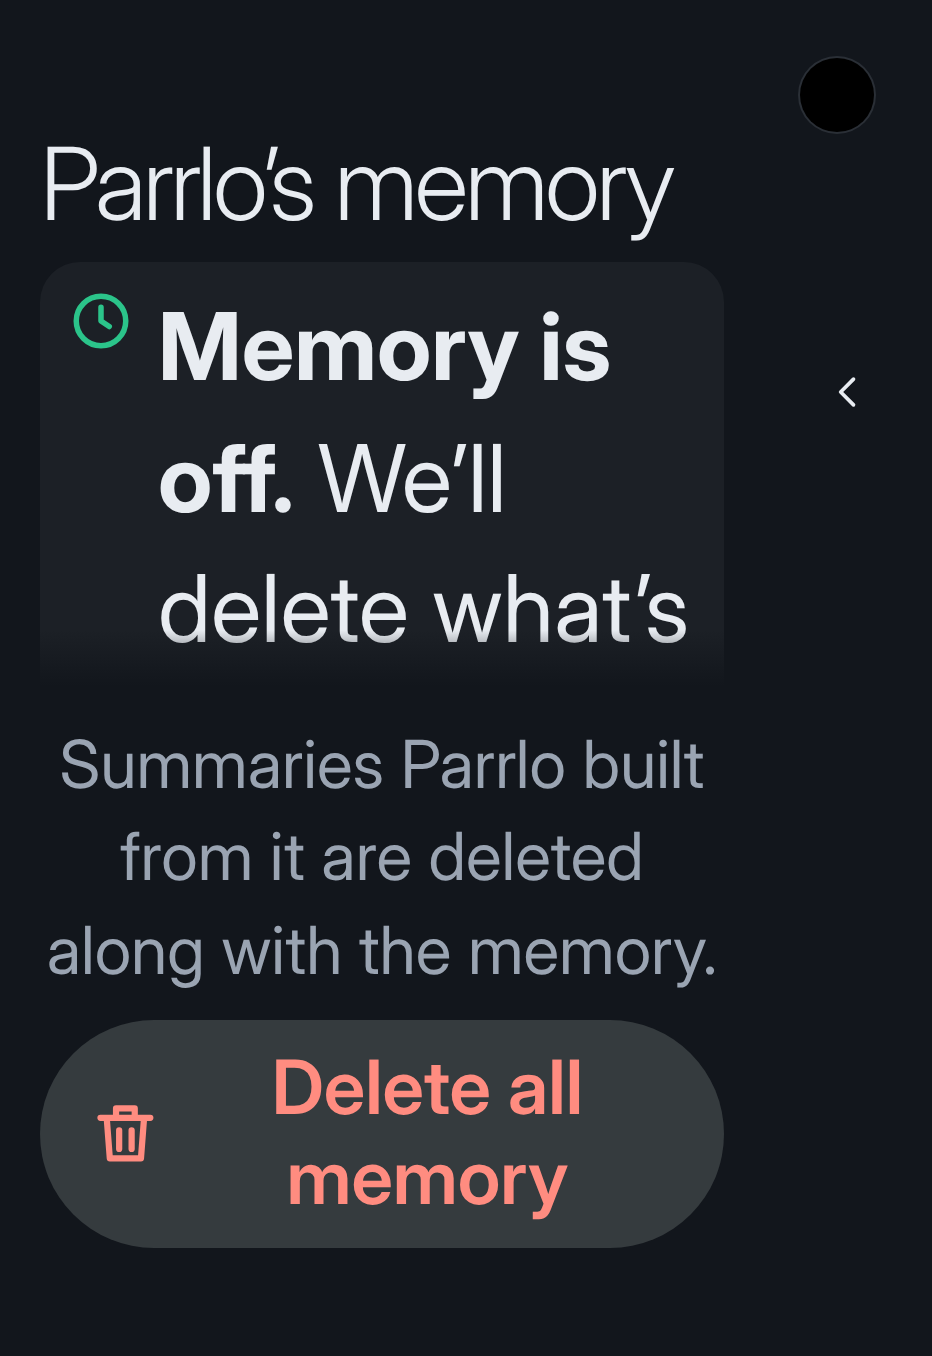 Parrlo’s memory
Memory is
off. We’ll
delete what’s
Summaries Parrlo built
from it are deleted
along with the memory.
Delete all
memory